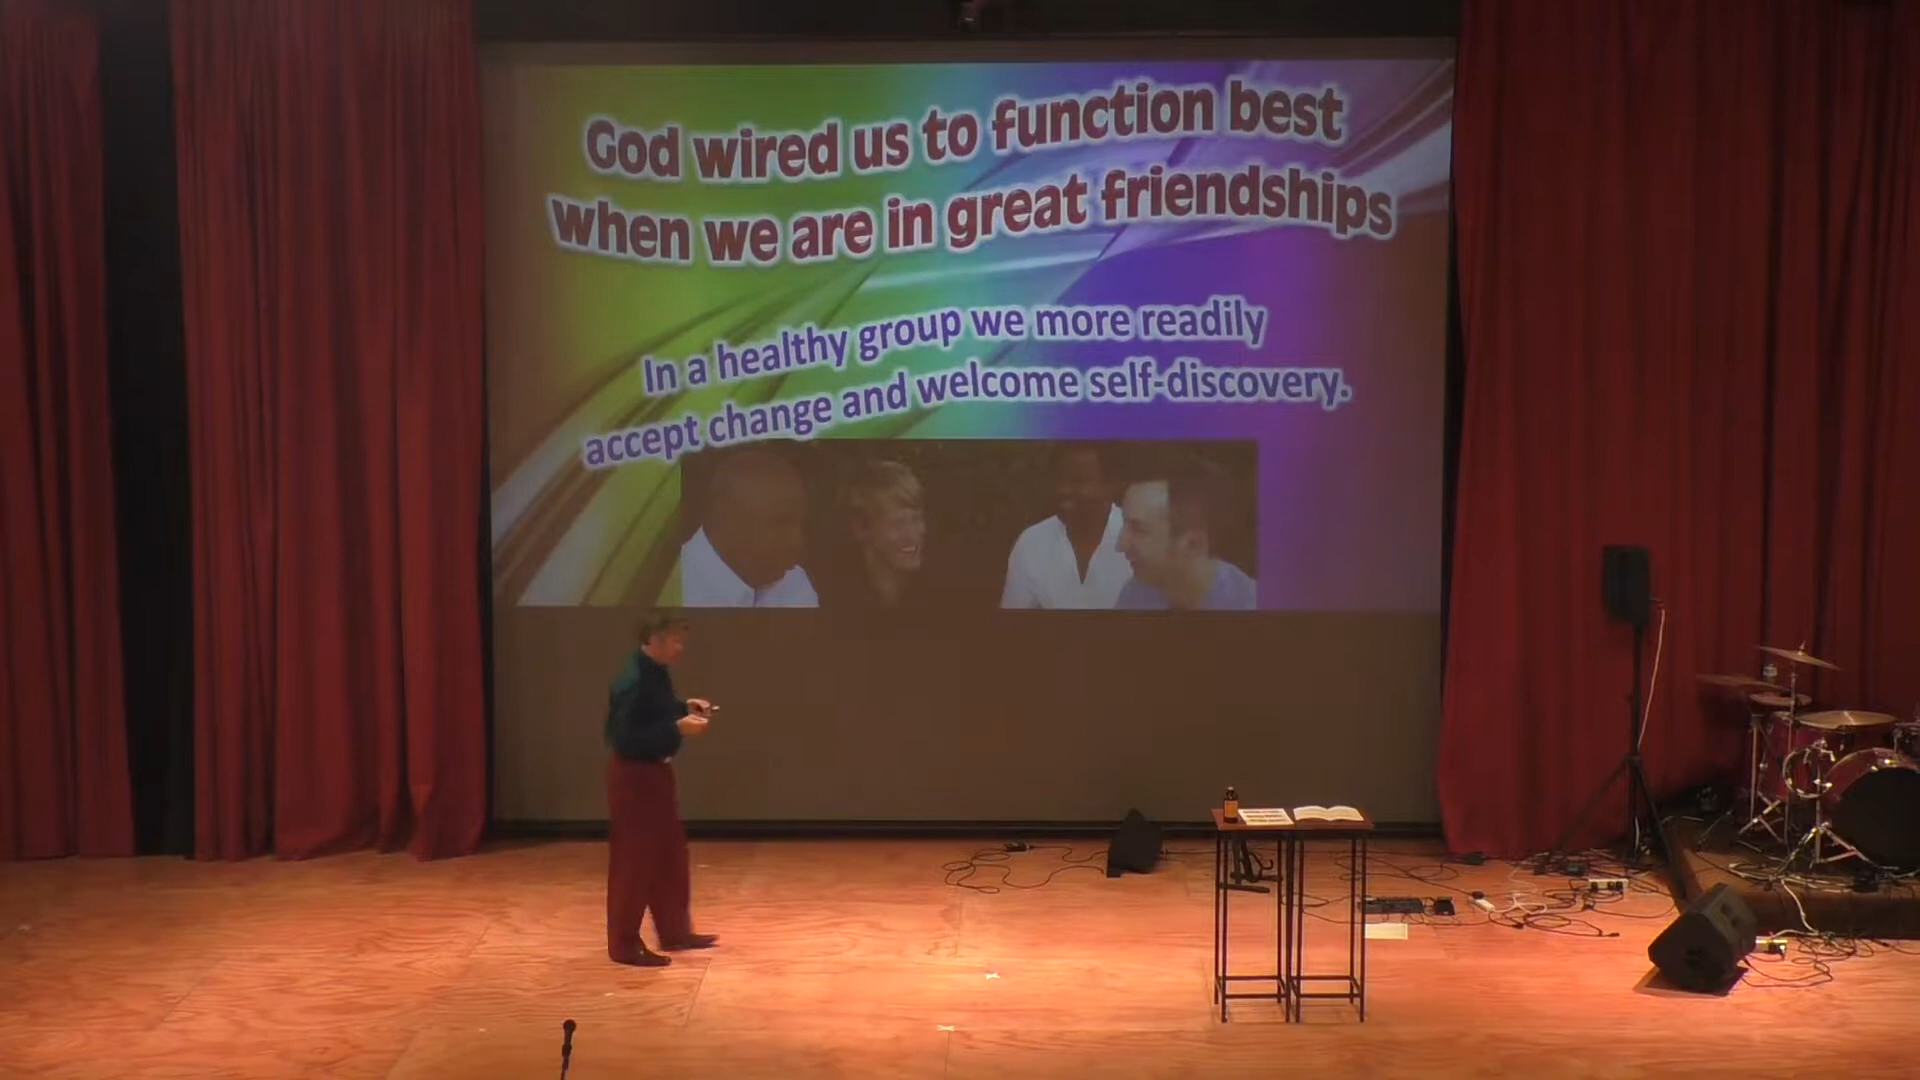 God wired us to function best
when we are in great friendships
In a healthy group we more readily
accept change and welcome self-discovery.